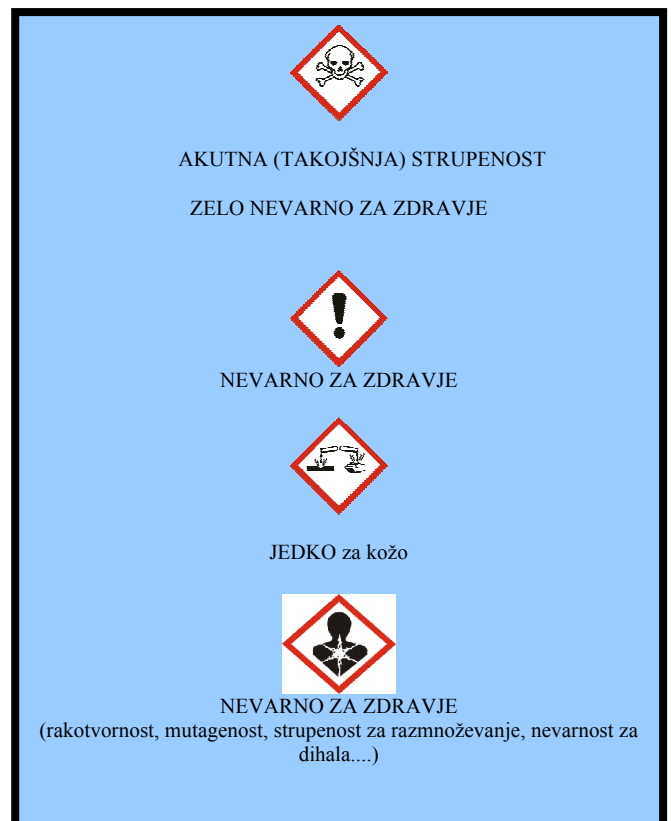 AKUTNA (TAKOJŠNJA) STRUPENOST
ZELO NEVARNO ZA ZDRAVJE
NEVARNO ZA ZDRAVJE
JEDKO za kožo
NEVARNO ZA ZDRAVJE
(rakotvornost, mutagenost, strupenost za razmnoževanje, nevarnost za
dihala....)